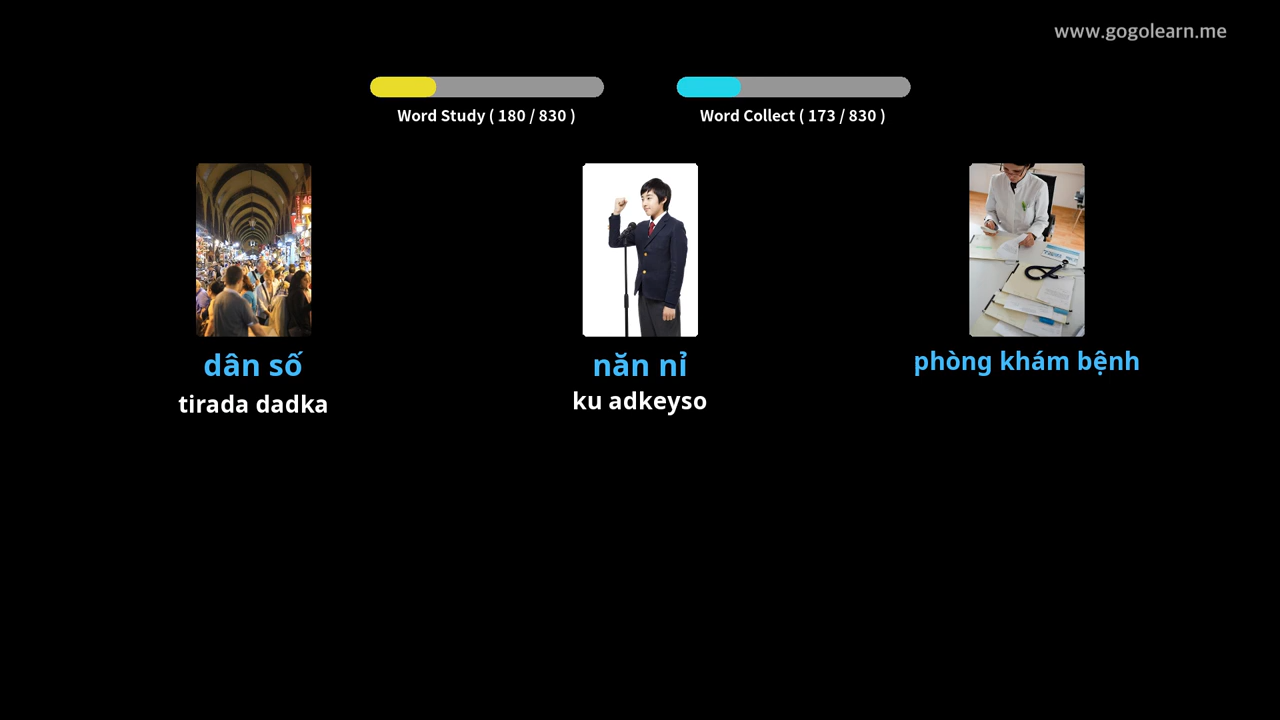 www.gogolearn.me
Word Study ( 180 / 830 )
Word Collect ( 173 / 830 )
dân số
năn nỉ
phòng khám bệnh
tirada dadka
ku adkeyso